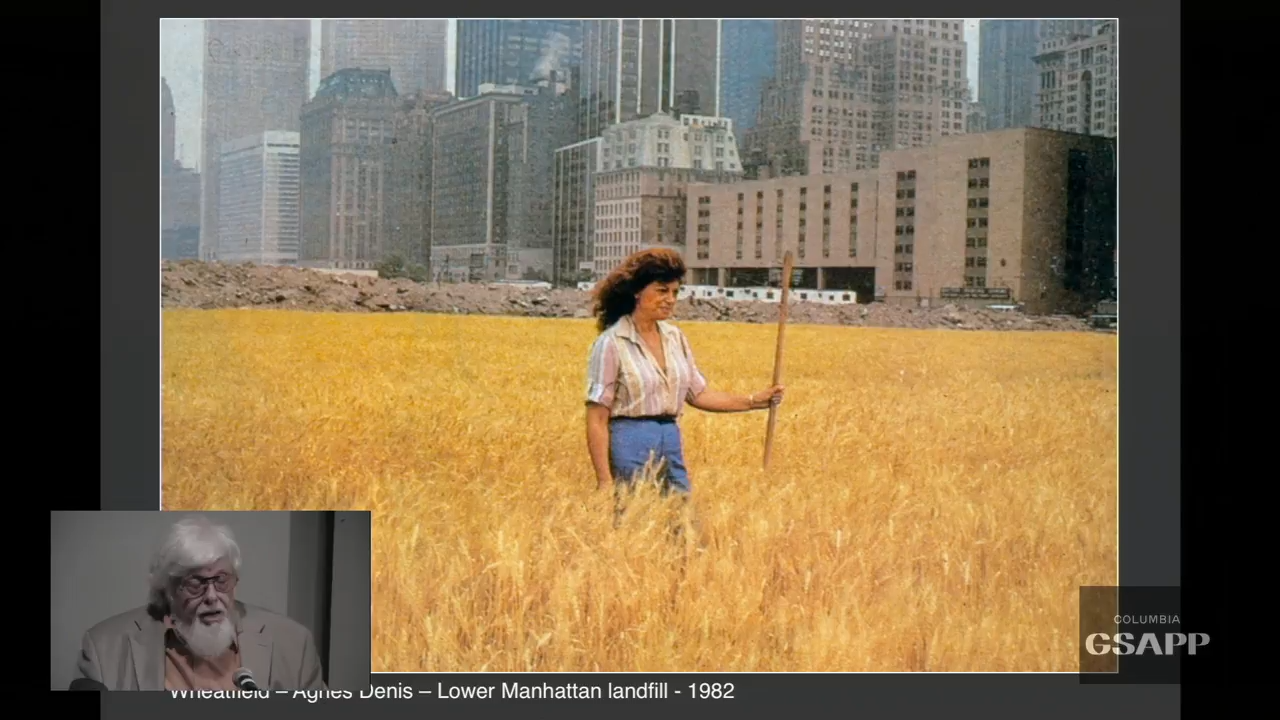 COLUMBIA
GSAPP
Wheatfield – Agnes Denis – Lower Manhattan landfill - 1982